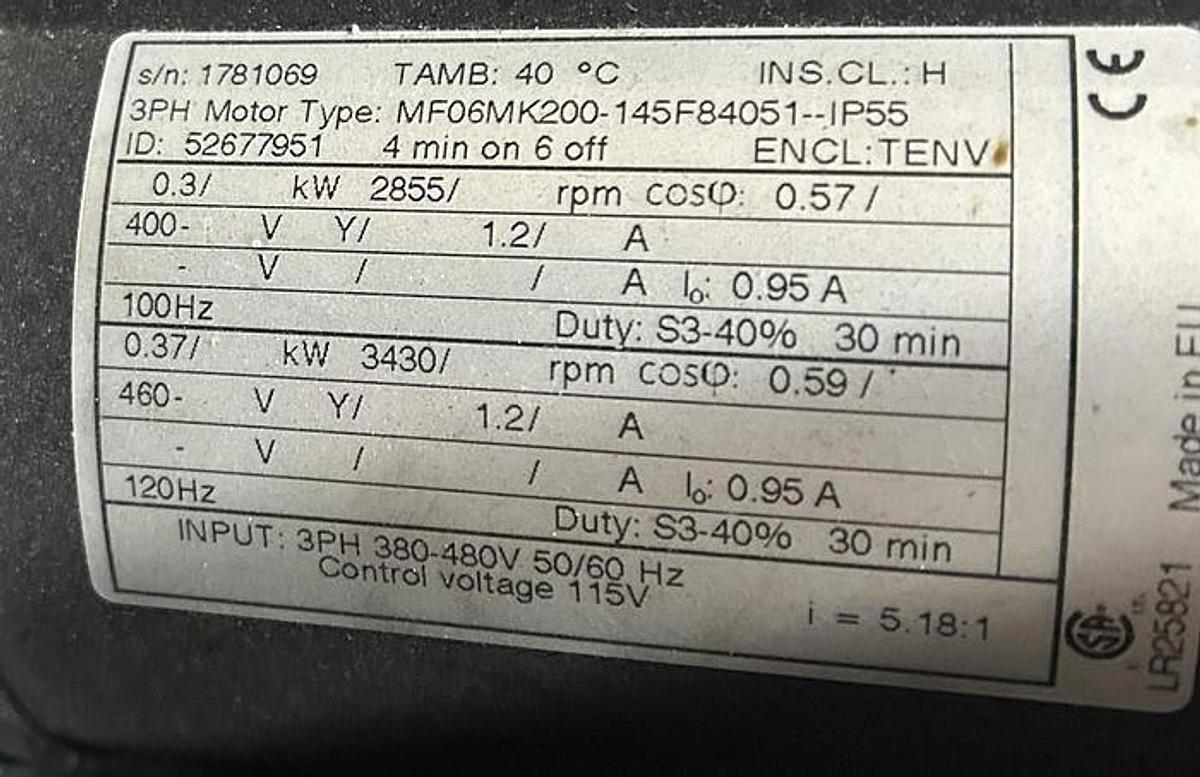 s/n: 1781069 TAMB: 40 °C INS.CL.: H
3PH Motor Type: MF06MK200-145F84051--IP55
ID: 52677951 4 min on 6 off ENCL:TENV
0.3/ kW 2855/ rpm cosφ: 0.57 /
400- V Y/ 1.2/ A
- V / / A I₀: 0.95 A
100Hz Duty: S3-40% 30 min
0.37/ kW 3430/ rpm cosφ: 0.59 /
460- V Y/ 1.2/ A
- V / / A I₀: 0.95 A
120Hz Duty: S3-40% 30 min
INPUT: 3PH 380-480V 50/60 Hz
Control voltage 115V
i = 5.18:1
CE
Made in EU
SA
LR25821